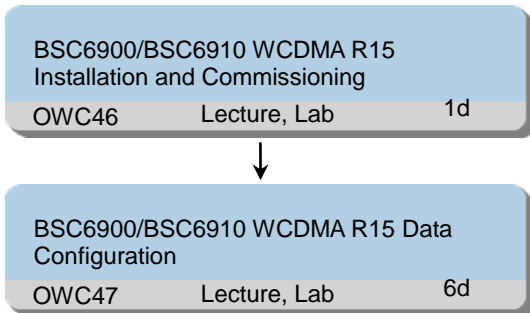 BSC6900/BSC6910 WCDMA R15
Installation and Commissioning
OWC46 Lecture, Lab 1d
BSC6900/BSC6910 WCDMA R15 Data
Configuration
OWC47 Lecture, Lab 6d